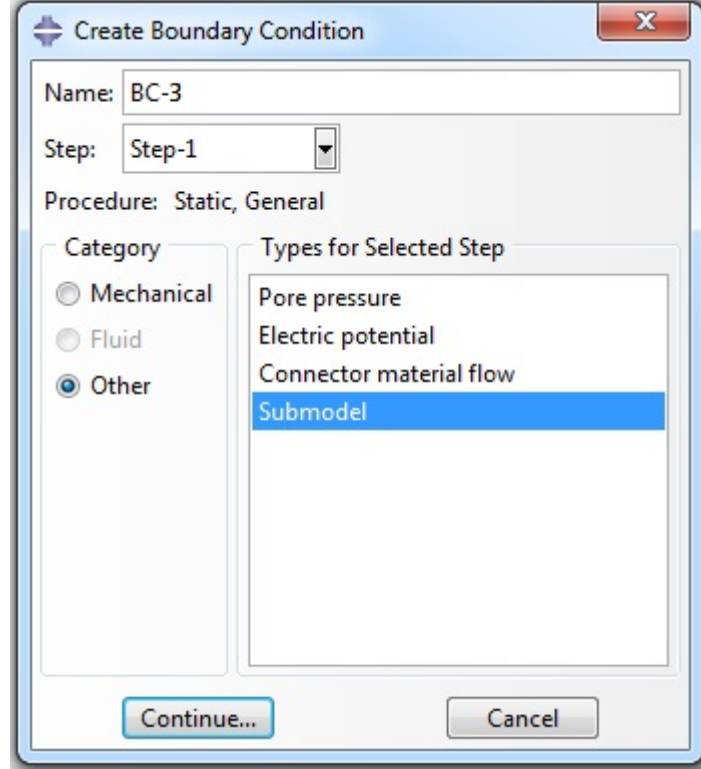 Create Boundary Condition
Name: BC-3
Step: Step-1
Procedure: Static, General
Category
Mechanical
Fluid
Other
Types for Selected Step
Pore pressure
Electric potential
Connector material flow
Submodel
Continue... Cancel